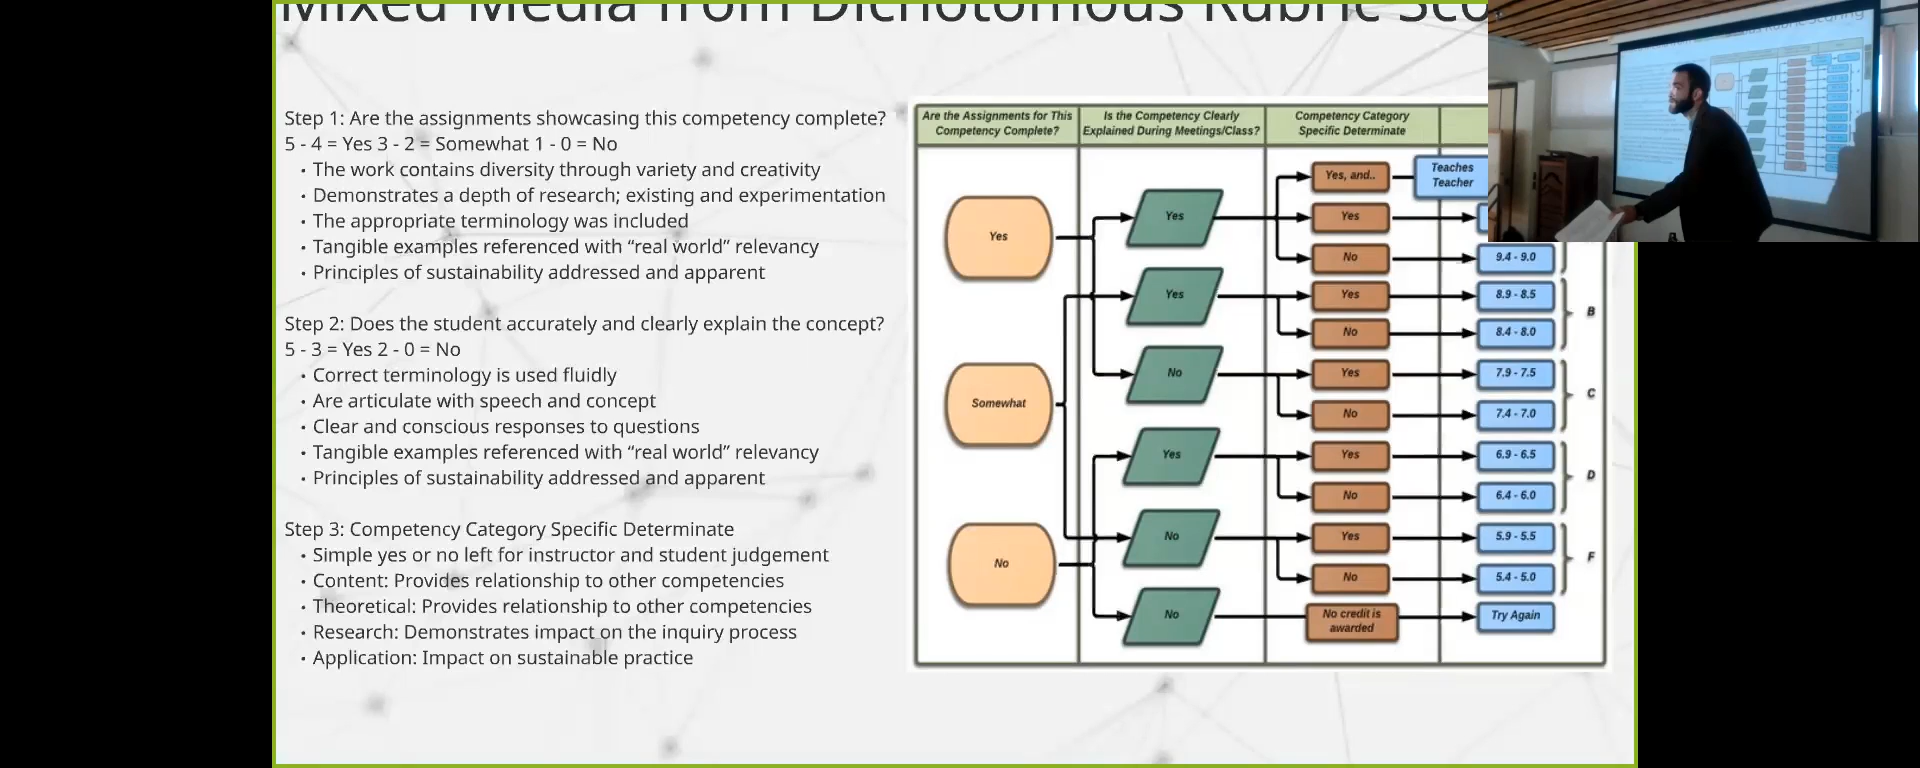 Mixed Media from Dichotomous Rubric Sco
Step 1: Are the assignments showcasing this competency complete?
5 - 4 = Yes 3 - 2 = Somewhat 1 - 0 = No
• The work contains diversity through variety and creativity
• Demonstrates a depth of research; existing and experimentation
• The appropriate terminology was included
• Tangible examples referenced with “real world” relevancy
• Principles of sustainability addressed and apparent
Step 2: Does the student accurately and clearly explain the concept?
5 - 3 = Yes 2 - 0 = No
• Correct terminology is used fluidly
• Are articulate with speech and concept
• Clear and conscious responses to questions
• Tangible examples referenced with “real world” relevancy
• Principles of sustainability addressed and apparent
Step 3: Competency Category Specific Determinate
• Simple yes or no left for instructor and student judgement
• Content: Provides relationship to other competencies
• Theoretical: Provides relationship to other competencies
• Research: Demonstrates impact on the inquiry process
• Application: Impact on sustainable practice
Are the Assignments for This
Competency Complete?
Is the Competency Clearly
Explained During Meetings/Class?
Competency Category
Specific Determinate
Yes
Somewhat
No
Yes
Yes
No
Yes
No
No
Yes, and..
Yes
No
Yes
No
Yes
No
Yes
No
Yes
No
No credit is
awarded
Teaches
Teacher
9.4 - 9.0
8.9 - 8.5
8.4 - 8.0
7.9 - 7.5
7.4 - 7.0
6.9 - 6.5
6.4 - 6.0
5.9 - 5.5
5.4 - 5.0
Try Again
B
C
D
F